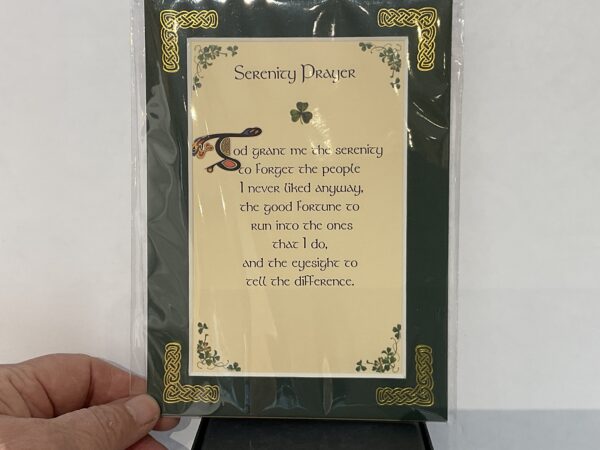 Serenity Prayer
God grant me the serenity
to forget the people
I never liked anyway,
the good fortune to
run into the ones
that I do,
and the eyesight to
tell the difference.